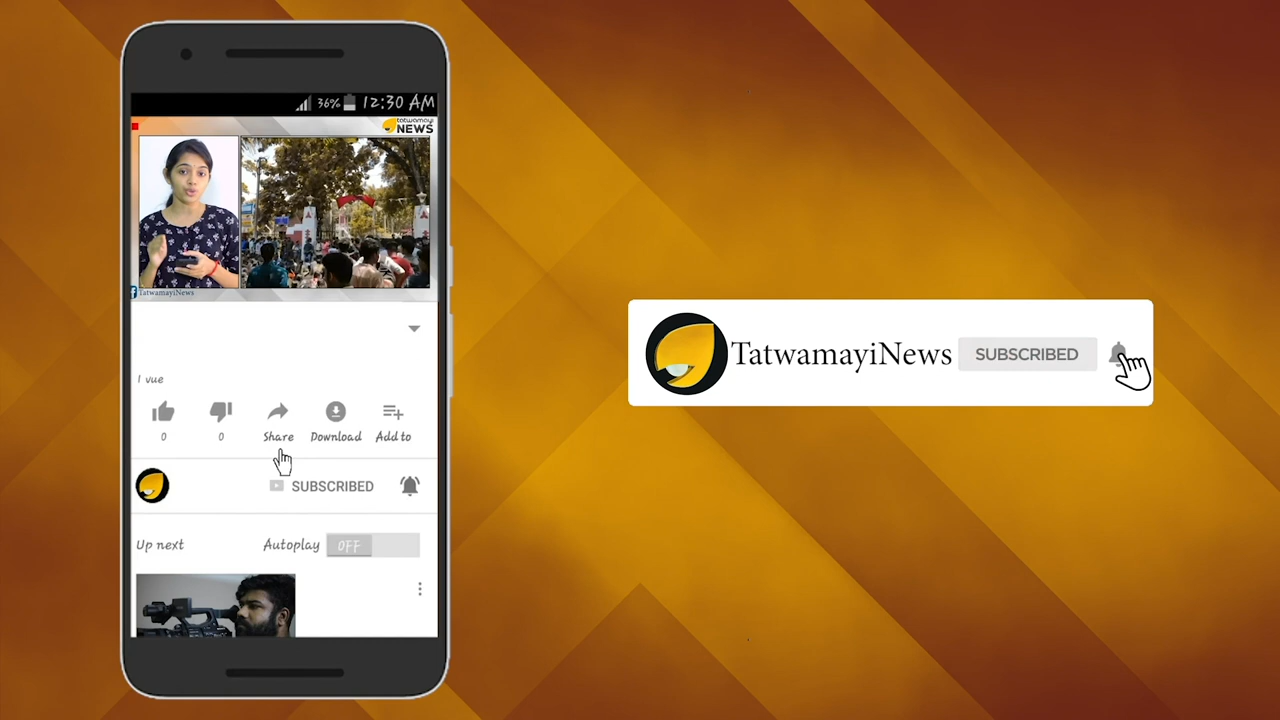 36% 12:30 AM
tatwamayi
NEWS
TatwamayiNews
1 vue
0 0 Share Download Add to
SUBSCRIBED
Up next Autoplay OFF
TatwamayiNews SUBSCRIBED